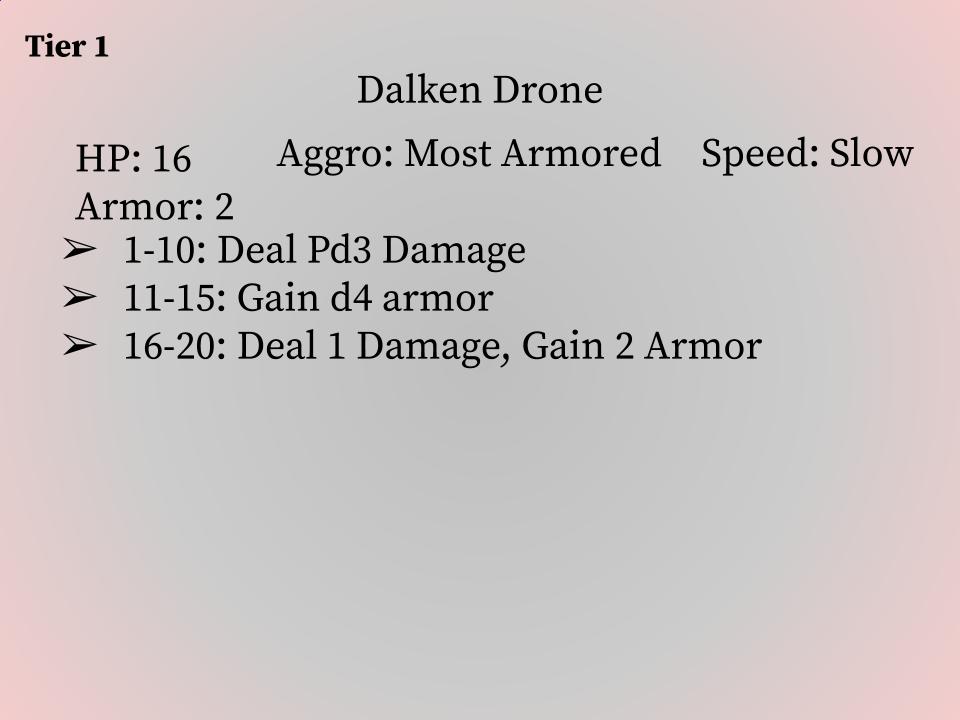 Tier 1
Dalken Drone
HP: 16
Aggro: Most Armored
Speed: Slow
Armor: 2
➢ 1-10: Deal Pd3 Damage
➢ 11-15: Gain d4 armor
➢ 16-20: Deal 1 Damage, Gain 2 Armor